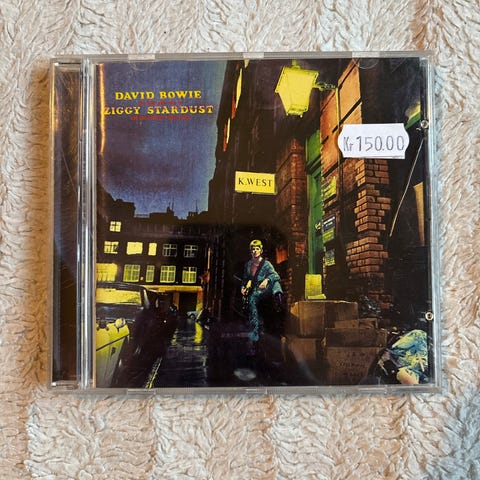 DAVID BOWIE
ZIGGY STARDUST
Kr 150.00
K.WEST